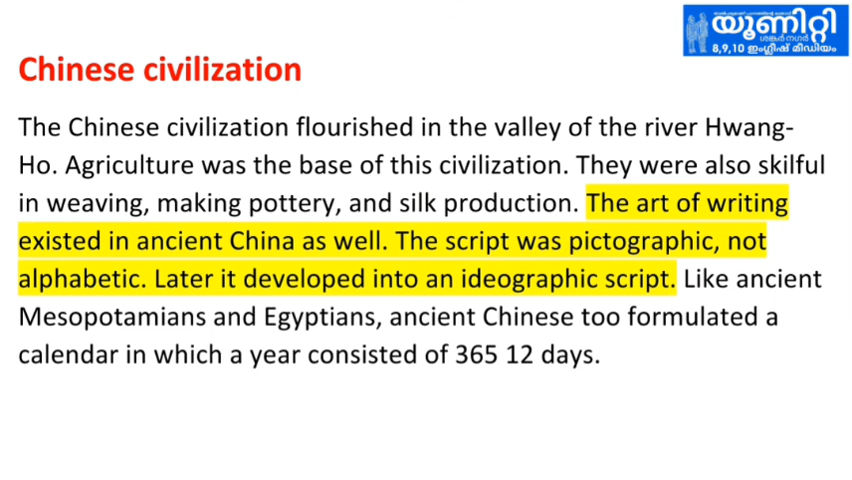 യൂണിറ്റി
ശങ്കർ നഗർ
8,9,10 ഇംഗ്ലീഷ് മീഡിയം
Chinese civilization
The Chinese civilization flourished in the valley of the river Hwang-
Ho. Agriculture was the base of this civilization. They were also skilful
in weaving, making pottery, and silk production. The art of writing
existed in ancient China as well. The script was pictographic, not
alphabetic. Later it developed into an ideographic script. Like ancient
Mesopotamians and Egyptians, ancient Chinese too formulated a
calendar in which a year consisted of 365 12 days.